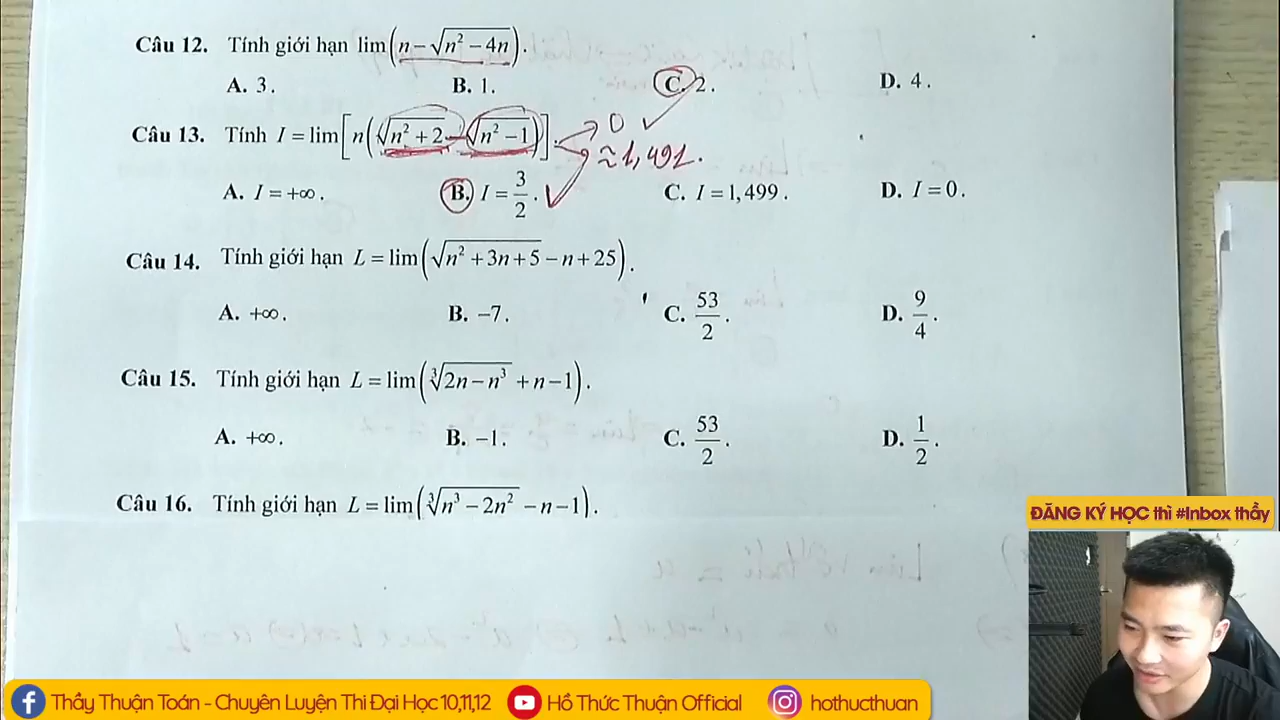 Câu 12. Tính giới hạn lim(n − √(n² − 4n)).
A. 3. B. 1. C. 2. D. 4.
Câu 13. Tính I = lim[n(√(n² + 2) − √(n² − 1))]. 0
≈1,491.
A. I = +∞. B. I = 3/2. C. I = 1,499. D. I = 0.
Câu 14. Tính giới hạn L = lim(√(n² + 3n + 5) − n + 25).
A. +∞. B. −7. C. 53/2. D. 9/4.
Câu 15. Tính giới hạn L = lim(∛(2n − n³) + n − 1).
A. +∞. B. −1. C. 53/2. D. 1/2.
Câu 16. Tính giới hạn L = lim(∛(n³ − 2n²) − n − 1).
ĐĂNG KÝ HỌC thì #Inbox thầy
Thầy Thuận Toán - Chuyên Luyện Thi Đại Học 10,11,12 Hồ Thức Thuận Official hothucthuan